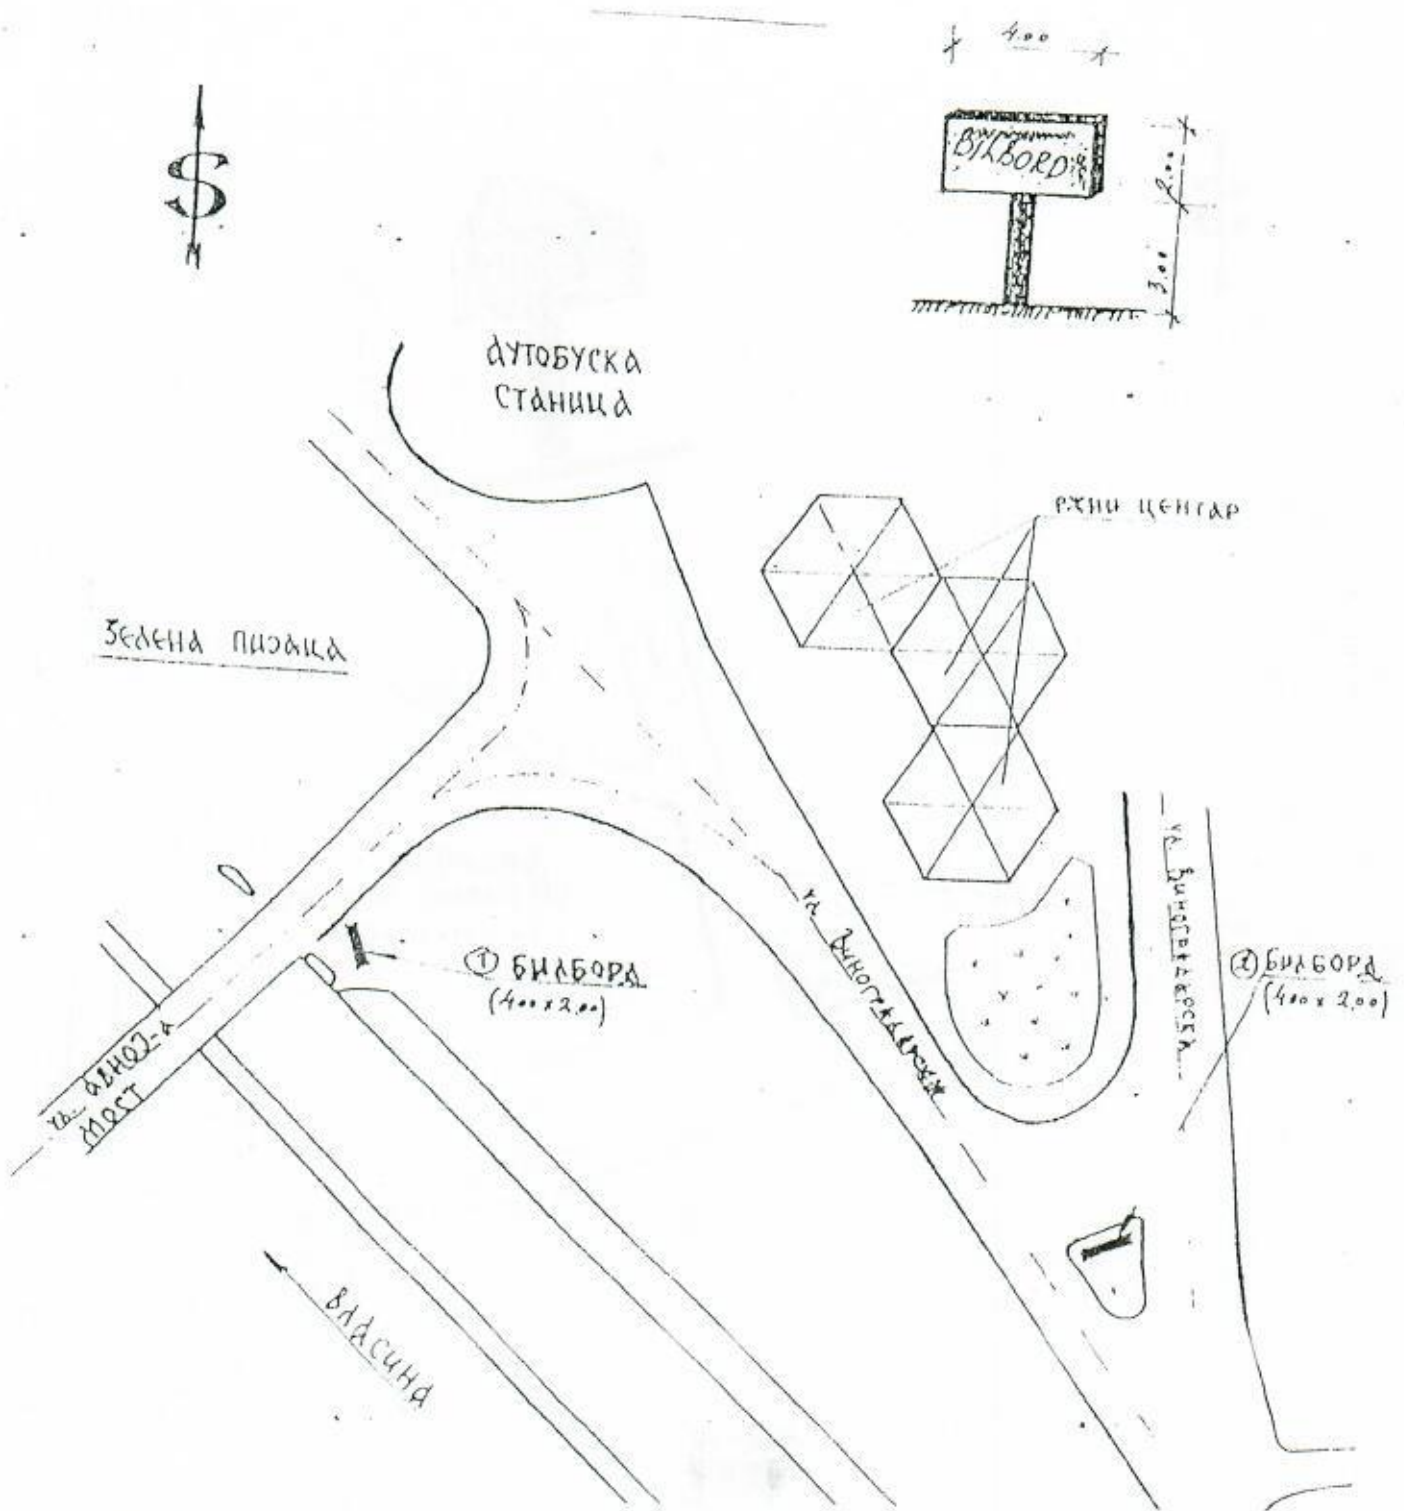 4.00
S
BILBORD
2.00
3.00
АУТОБУСКА
СТАНИЦА
РЖНИ ЦЕНТАР
ЗЕЛЕНА ПИЈАЦА
ул. Виноградарска
ул. Виноградарска
① БИЛБОРД
(4.00 x 2.00)
② БИЛБОРД
(4.00 x 2.00)
ул. АВНОЈ-а
МОСТ
ВЛАСИНА